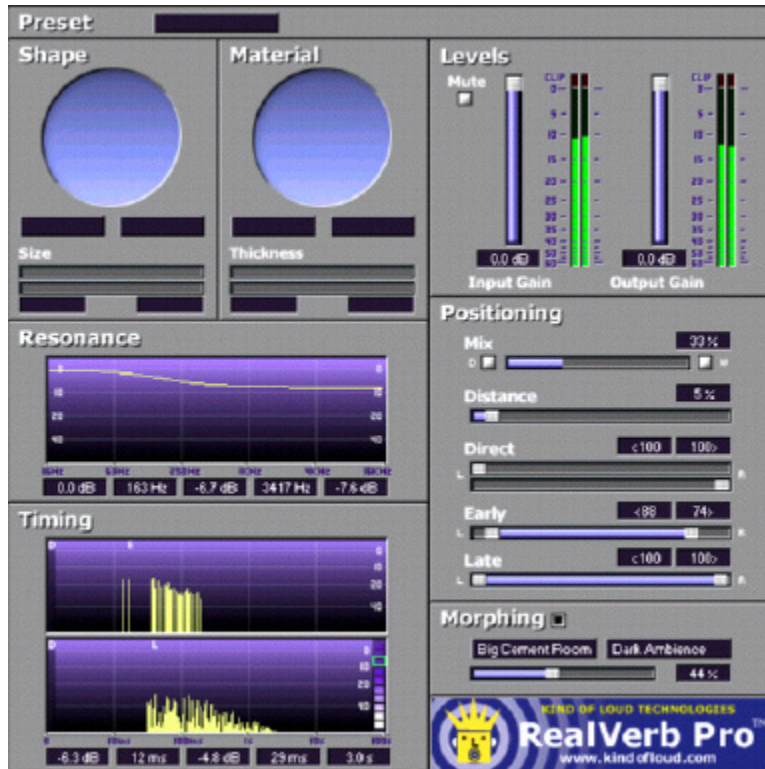 Preset
Shape
Material
Size
Thickness
Resonance
0.0 dB 163 Hz -6.7 dB 3417 Hz -7.6 dB
Timing
-6.3 dB 12 ms -4.8 dB 29 ms 3.0 s
Levels
Mute
CLIP CLIP
0.0 dB 0.0 dB
Input Gain Output Gain
Positioning
Mix 33 %
D W
Distance 5 %
Direct <100 100>
L R
Early <88 74>
L R
Late <100 100>
L R
Morphing
Big Cement Room Dark Ambience
44 %
KIND OF LOUD TECHNOLOGIES
RealVerb Pro™
www.kindofloud.com